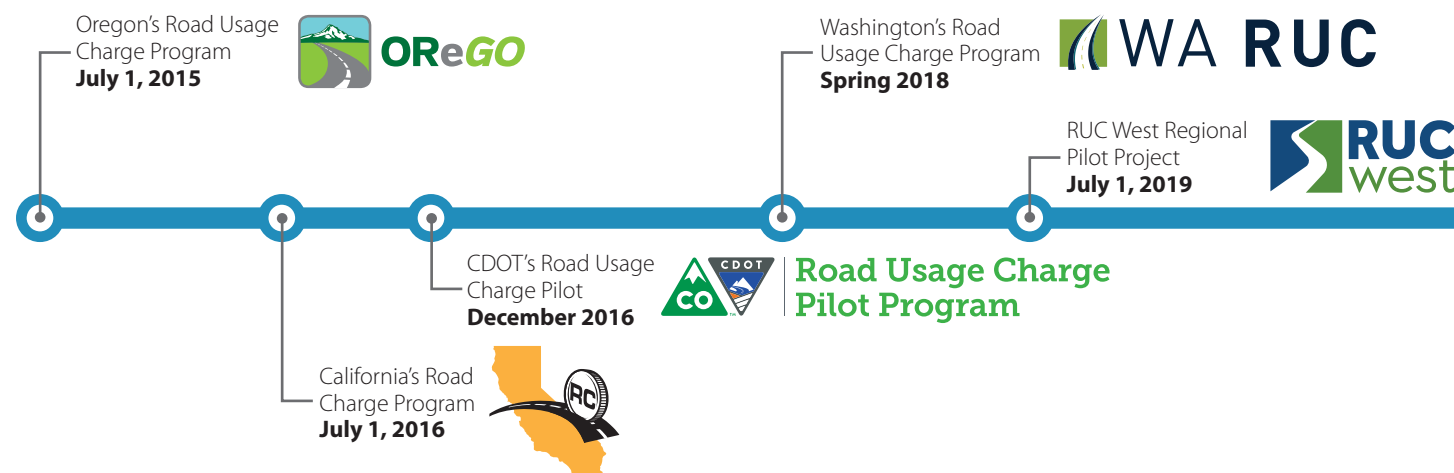 Oregon's Road Usage
Charge Program
July 1, 2015
OReGO
Washington's Road
Usage Charge Program
Spring 2018
WA RUC
RUC West Regional
Pilot Project
July 1, 2019
RUC
west
CDOT's Road Usage
Charge Pilot
December 2016
CO
TM
CDOT
Road Usage Charge
Pilot Program
California's Road
Charge Program
July 1, 2016
RC